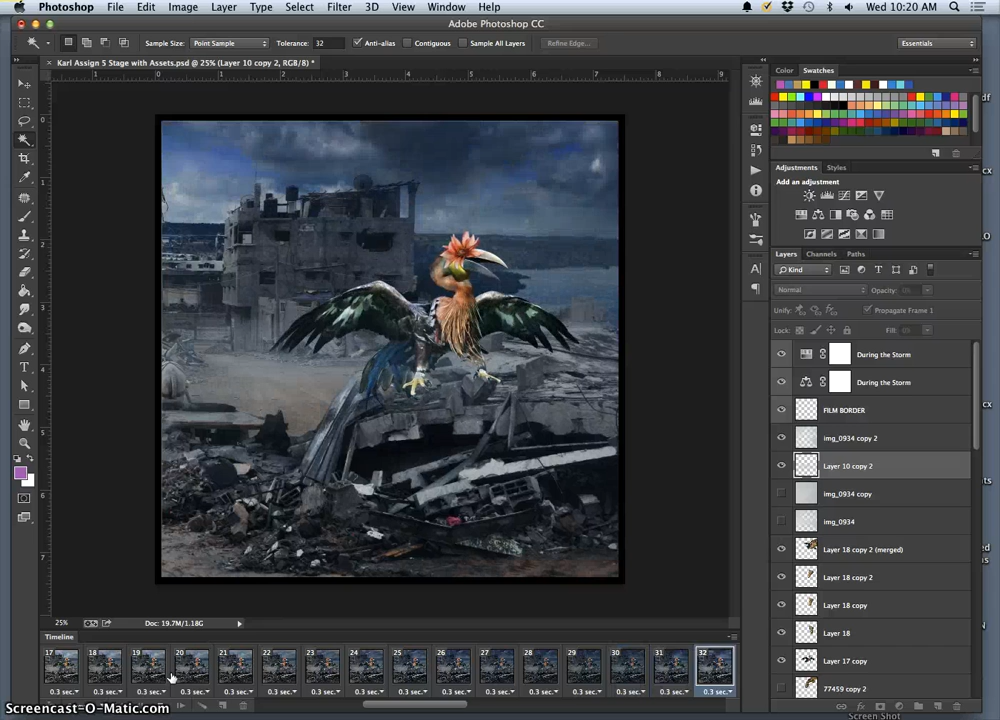 Photoshop File Edit Image Layer Type Select Filter 3D View Window Help Wed 10:20 AM
Adobe Photoshop CC
Sample Size: Point Sample Tolerance: 32 Anti-alias Contiguous Sample All Layers Refine Edge... Essentials
Karl Assign 5 Stage with Assets.psd @ 25% (Layer 10 copy 2, RGB/8) *
Color Swatches
Adjustments Styles
Add an adjustment
Layers Channels Paths
Kind
Normal Opacity:
Unify: Propagate Frame 1
Lock: Fill:
During the Storm
During the Storm
FILM BORDER
img_0934 copy 2
Layer 10 copy 2
img_0934 copy
img_0934
Layer 18 copy 2 (merged)
Layer 18 copy 2
Layer 18 copy
Layer 18
Layer 17 copy
77459 copy 2
25% Doc: 19.7M/1.18G
Timeline
17 18 19 20 21 22 23 24 25 26 27 28 29 30 31 32
0.3 sec. 0.3 sec. 0.3 sec. 0.3 sec. 0.3 sec. 0.3 sec. 0.3 sec. 0.3 sec. 0.3 sec. 0.3 sec. 0.3 sec. 0.3 sec. 0.3 sec. 0.3 sec. 0.3 sec. 0.3 sec.
Screencast-O-Matic.com
Screen Shot